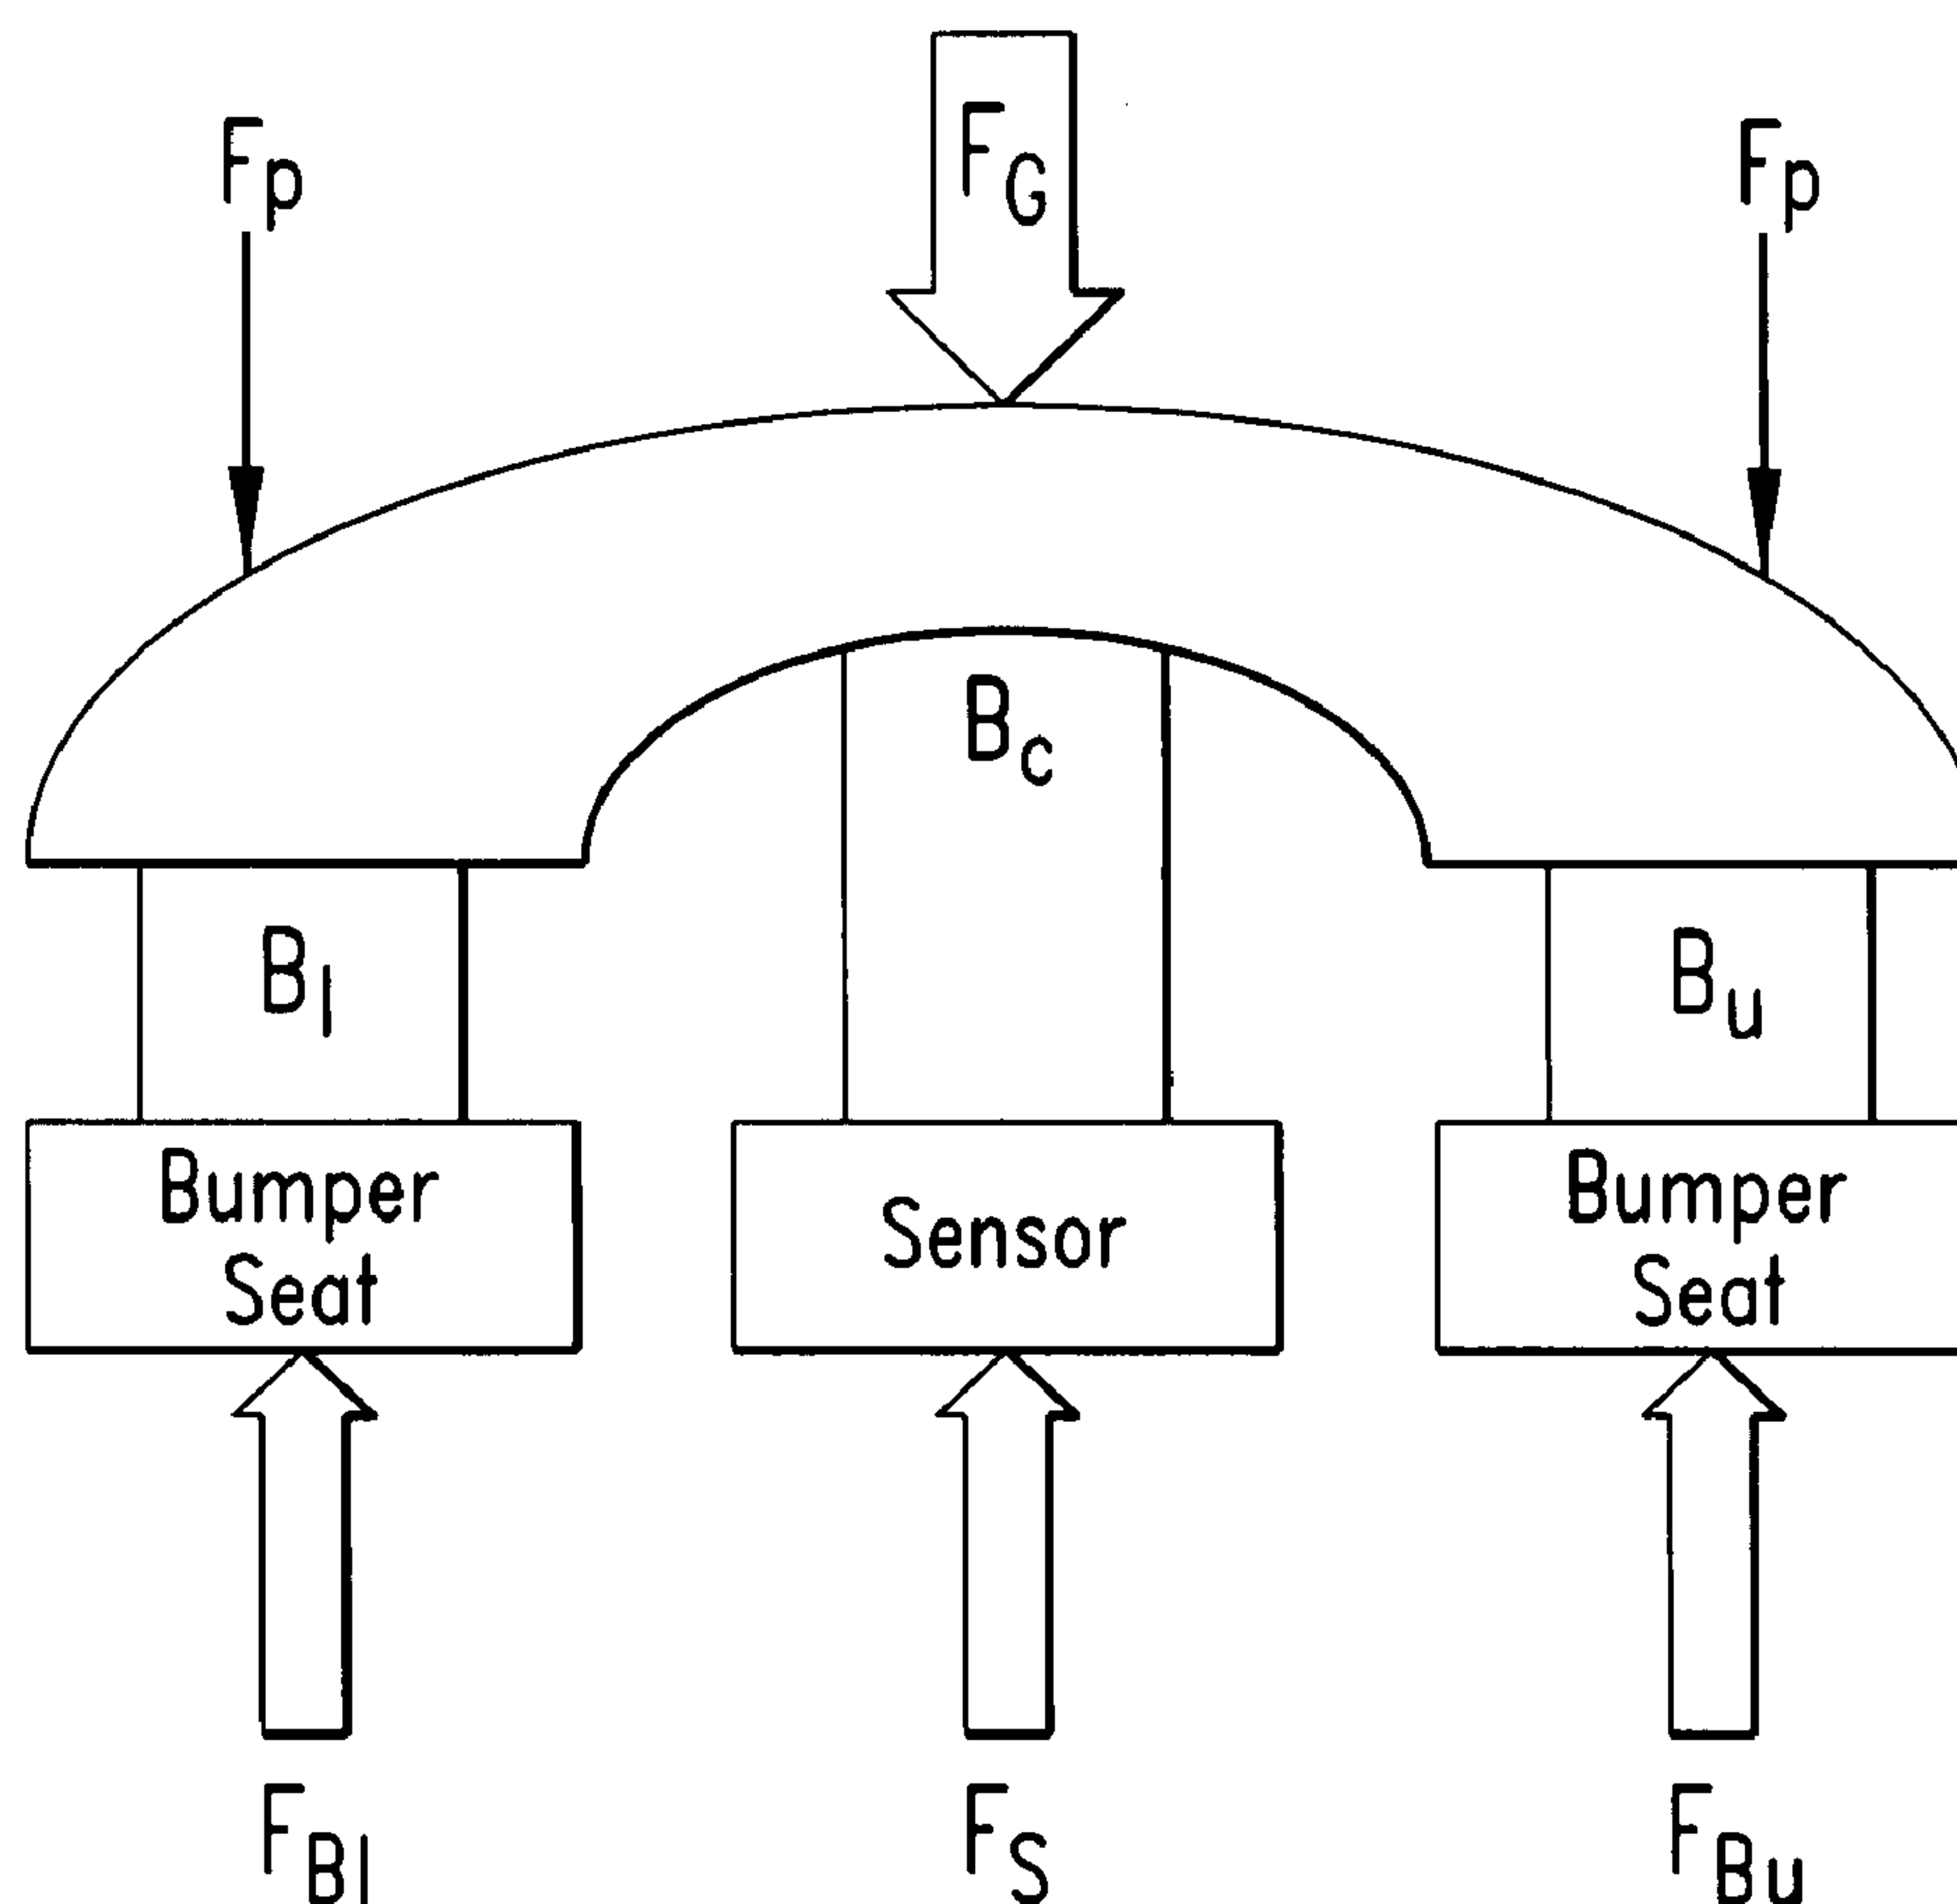 Fp
FG
Fp
Bc
Bl
Bu
Bumper
Seat
Sensor
Bumper
Seat
FBl
FS
FBu